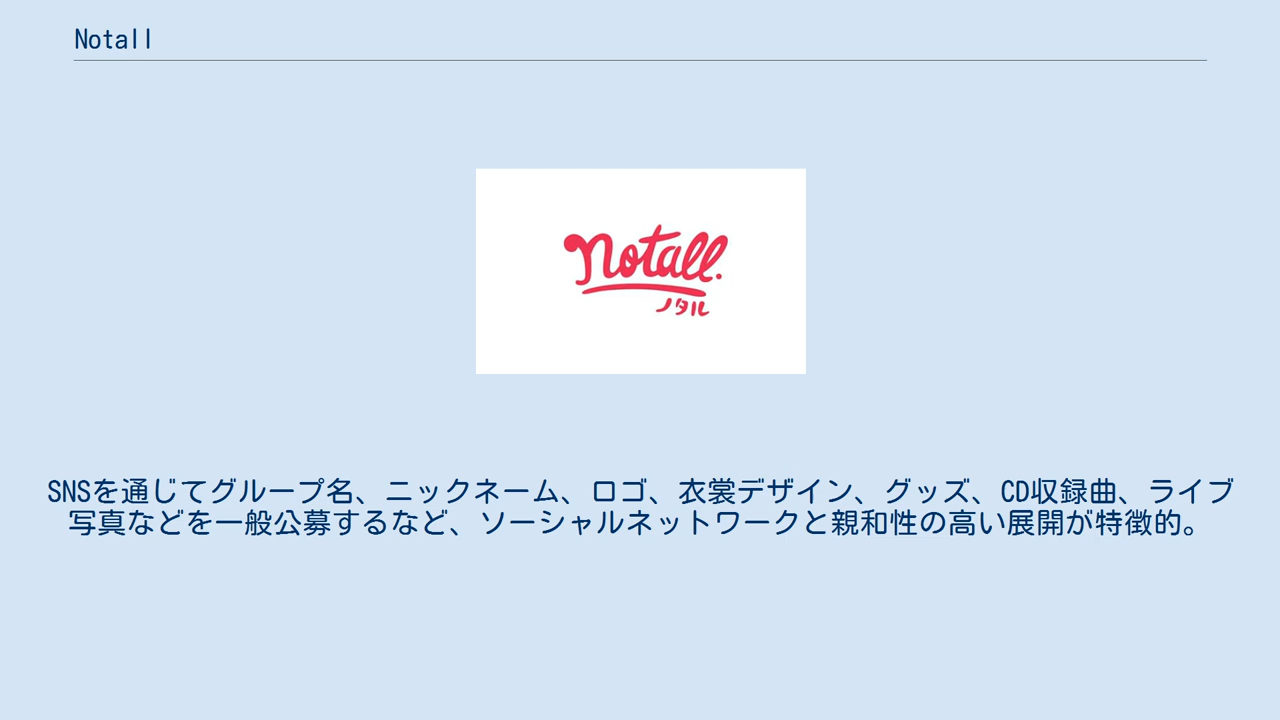 Notall
notall.
ノタル
SNSを通じてグループ名、ニックネーム、ロゴ、衣裳デザイン、グッズ、CD収録曲、ライブ
写真などを一般公募するなど、ソーシャルネットワークと親和性の高い展開が特徴的。